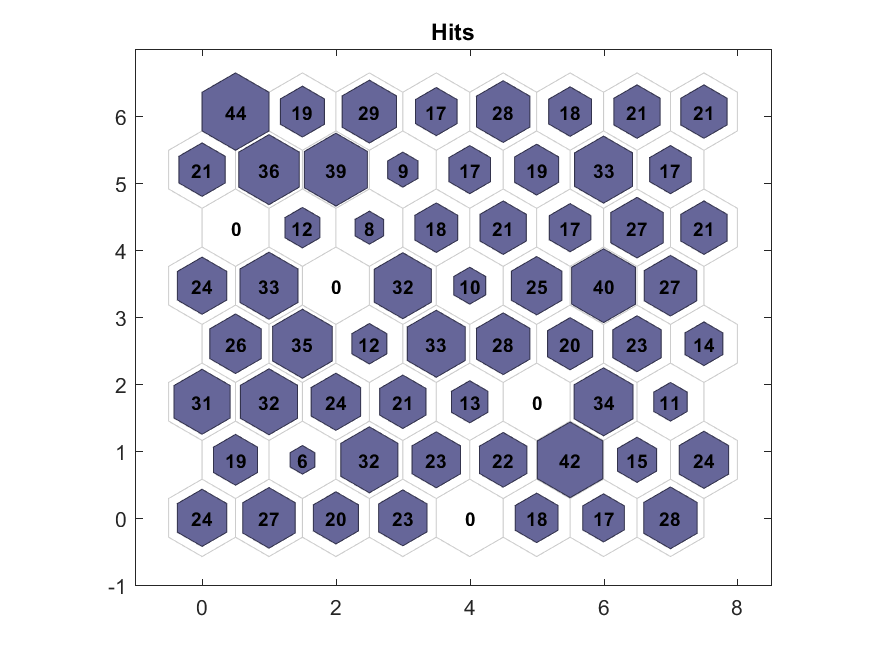 Hits
6
44 19 29 17 28 18 21 21
5
21 36 39 9 17 19 33 17
4
0 12 8 18 21 17 27 21
24 33 0 32 10 25 40 27
3
26 35 12 33 28 20 23 14
2
31 32 24 21 13 0 34 11
1
19 6 32 23 22 42 15 24
0
24 27 20 23 0 18 17 28
-1
0 2 4 6 8